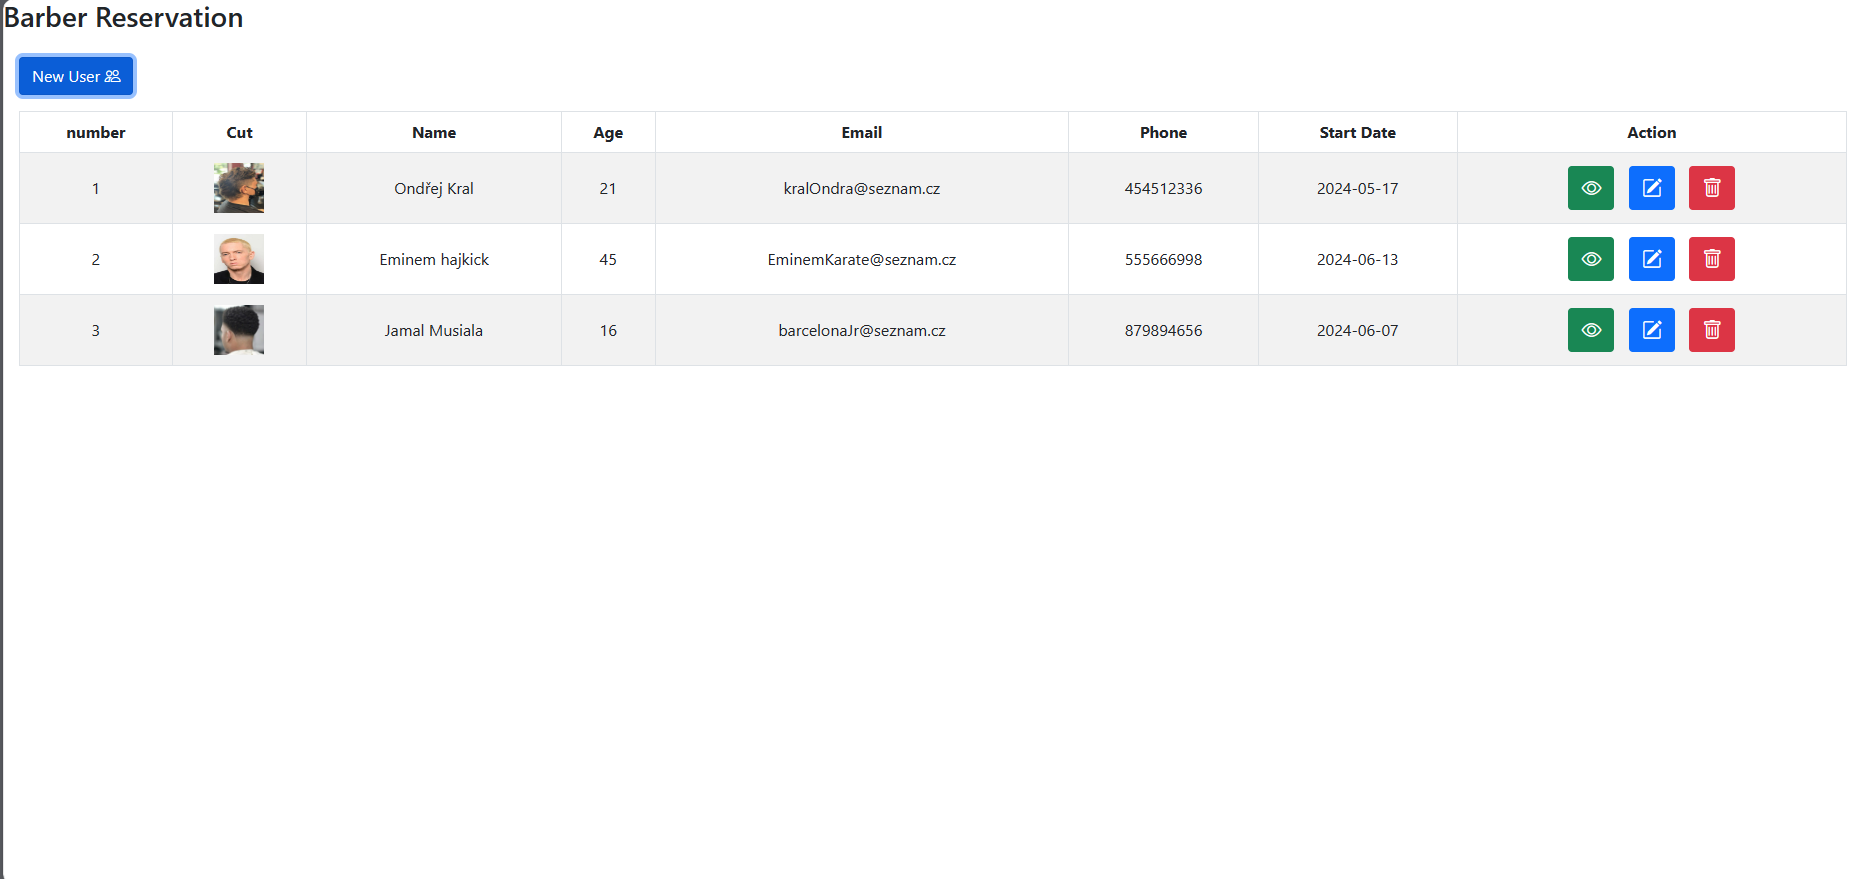 Barber Reservation
New User
number Cut Name Age Email Phone Start Date Action
1 Ondřej Kral 21 kralOndra@seznam.cz 454512336 2024-05-17
2 Eminem hajkick 45 EminemKarate@seznam.cz 555666998 2024-06-13
3 Jamal Musiala 16 barcelonaJr@seznam.cz 879894656 2024-06-07